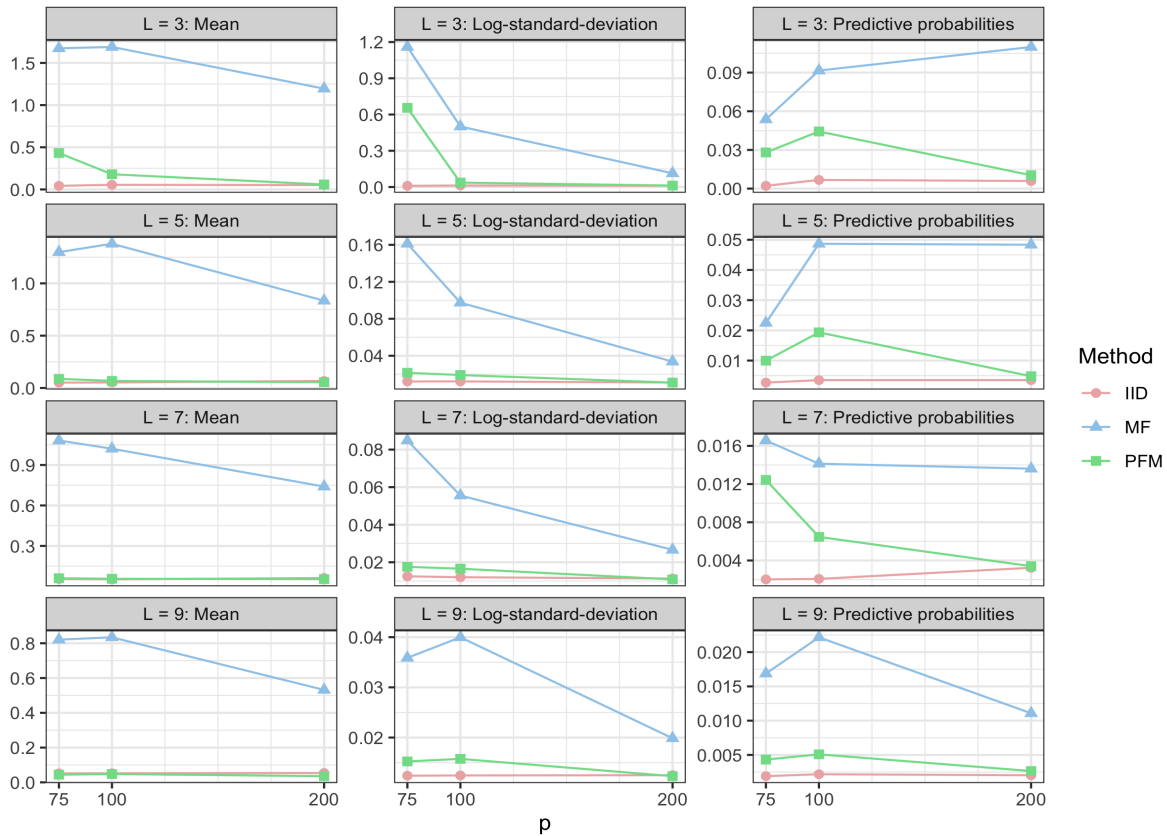 L = 3: Mean
L = 3: Log-standard-deviation
L = 3: Predictive probabilities
1.5
1.0
0.5
0.0
1.2
0.9
0.6
0.3
0.0
0.09
0.06
0.03
0.00
L = 5: Mean
L = 5: Log-standard-deviation
L = 5: Predictive probabilities
1.0
0.5
0.0
0.16
0.12
0.08
0.04
0.05
0.04
0.03
0.02
0.01
L = 7: Mean
L = 7: Log-standard-deviation
L = 7: Predictive probabilities
0.9
0.6
0.3
0.08
0.06
0.04
0.02
0.016
0.012
0.008
0.004
L = 9: Mean
L = 9: Log-standard-deviation
L = 9: Predictive probabilities
0.8
0.6
0.4
0.2
0.0
0.04
0.03
0.02
0.020
0.015
0.010
0.005
75 100 200
75 100 200
75 100 200
p
Method
IID
MF
PFM